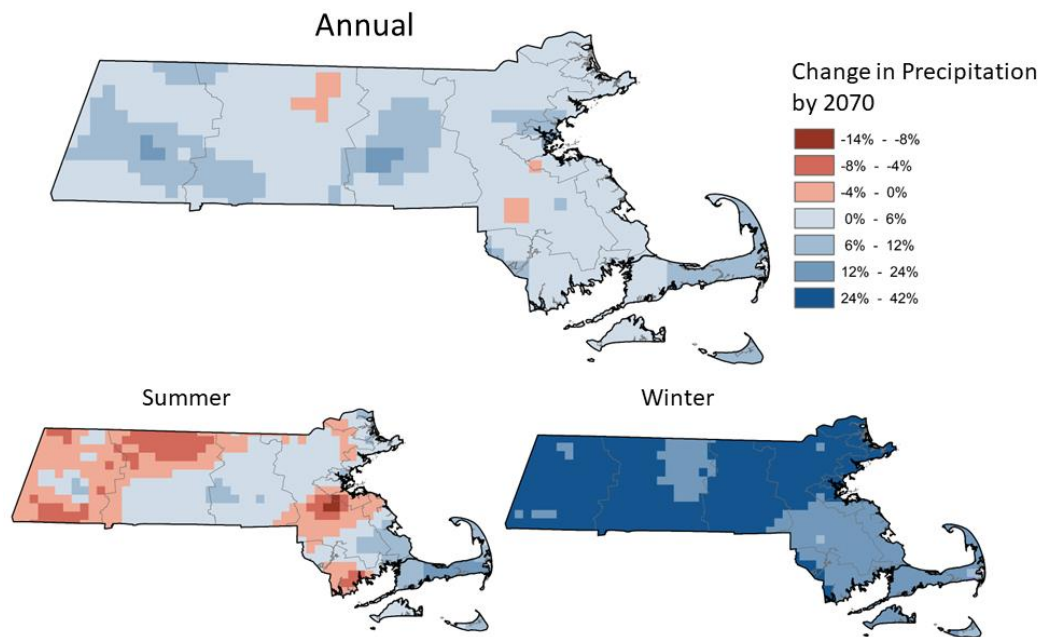 Annual
Change in Precipitation
by 2070
-14% - -8%
-8% - -4%
-4% - 0%
0% - 6%
6% - 12%
12% - 24%
24% - 42%
Summer
Winter